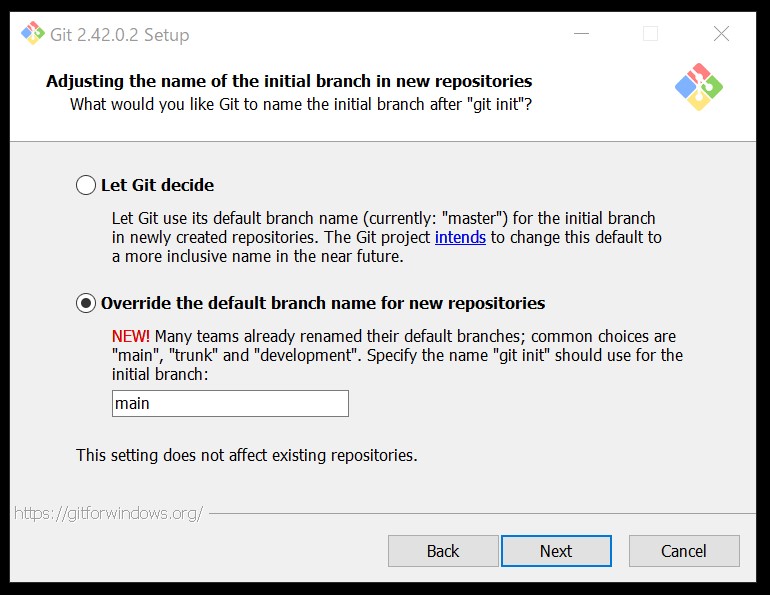 Git 2.42.0.2 Setup
Adjusting the name of the initial branch in new repositories
What would you like Git to name the initial branch after "git init"?
Let Git decide
Let Git use its default branch name (currently: "master") for the initial branch
in newly created repositories. The Git project intends to change this default to
a more inclusive name in the near future.
Override the default branch name for new repositories
NEW! Many teams already renamed their default branches; common choices are
"main", "trunk" and "development". Specify the name "git init" should use for the
initial branch:
main
This setting does not affect existing repositories.
https://gitforwindows.org/
Back Next Cancel